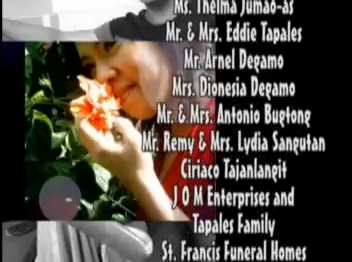 Ms. Thelma Jumao-as
Mr. & Mrs. Eddie Tapales
Mr. Arnel Degamo
Mrs. Dionesia Degamo
Mr. & Mrs. Antonio Bugtong
Mr. Remy & Mrs. Lydia Sangutan
Ciriaco Tajanlangit
J O M Enterprises and
Tapales Family
St. Francis Funeral Homes